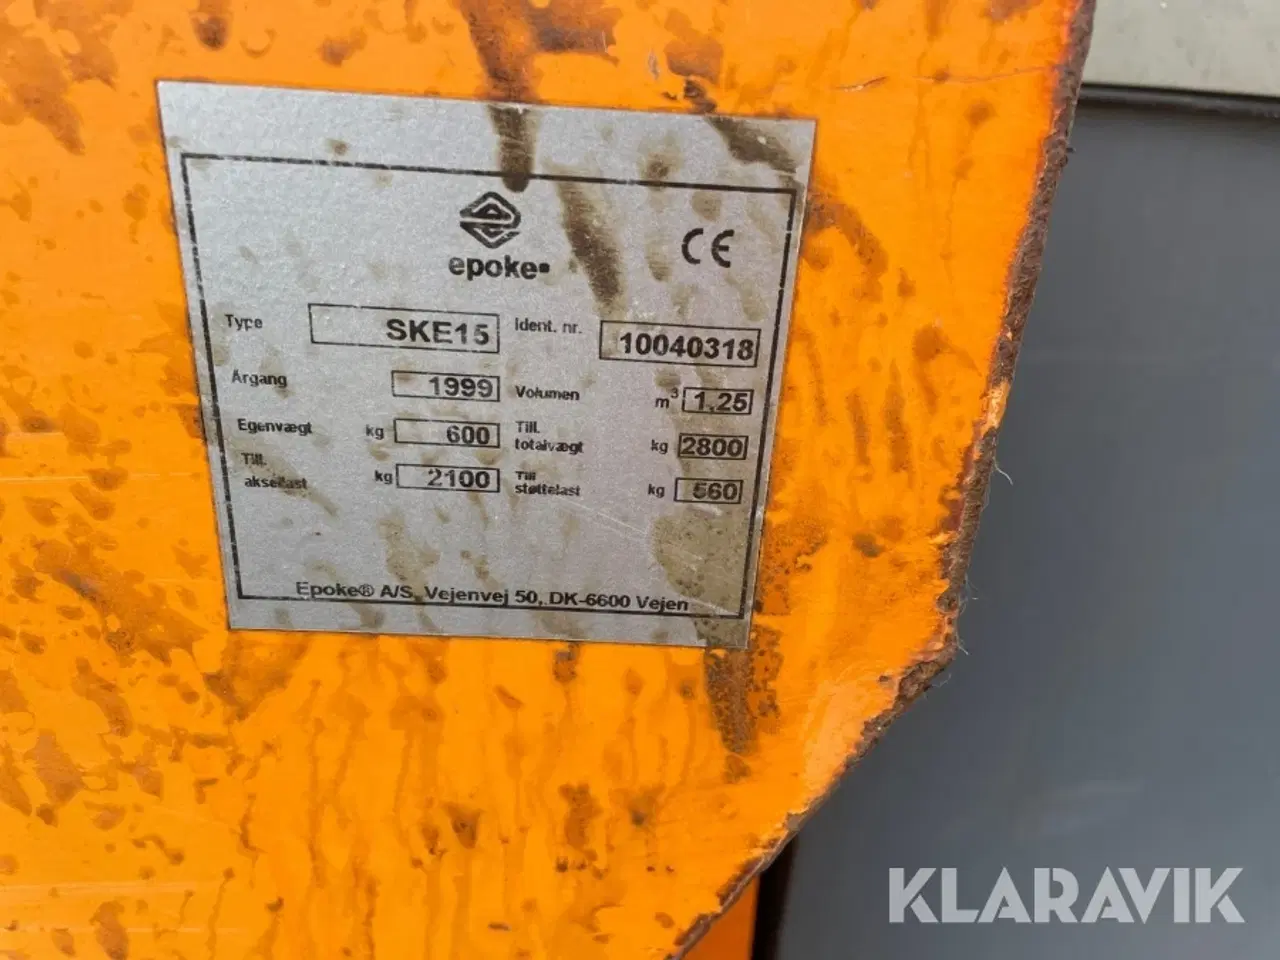 epoke
CE
Type SKE15 Ident. nr. 10040318
Årgang 1999 Volumen m³ 1.25
Egenvægt kg 600 Till. totalvægt kg 2800
Till. aksellast kg 2100 Till støttelast kg 560
Epoke® A/S, Vejenvej 50, DK-6600 Vejen
KLARAVIK